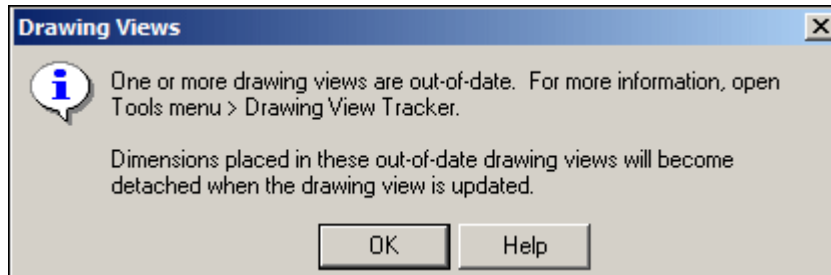 Drawing Views
One or more drawing views are out-of-date.  For more information, open
Tools menu > Drawing View Tracker.
Dimensions placed in these out-of-date drawing views will become
detached when the drawing view is updated.
OK
Help